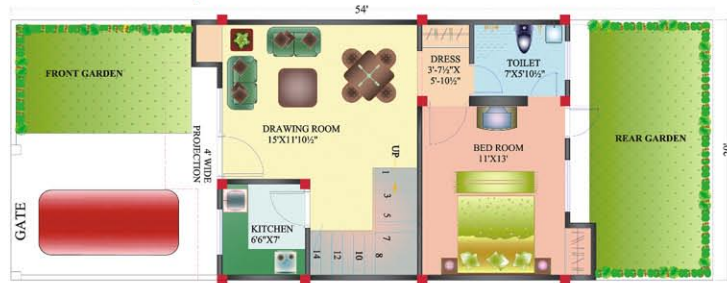 54'
FRONT GARDEN
GATE
4' WIDE
PROJECTION
DRAWING ROOM
15'X11'10½"
KITCHEN
6'6"X7'
UP
1
3
5
7
8
10
12
14
DRESS
3'-7½"X
5'-10½"
TOILET
7'X5'10½"
BED ROOM
11'X13'
REAR GARDEN